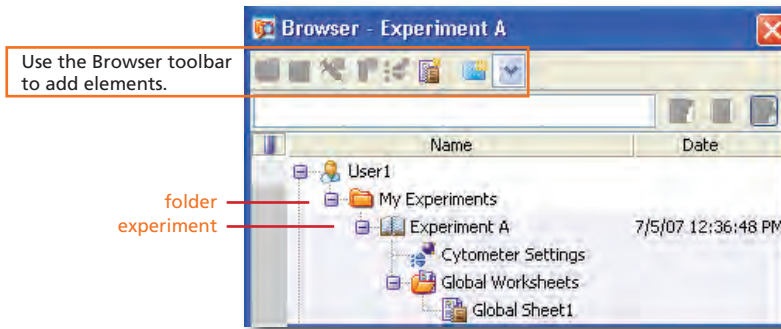 Browser - Experiment A
Use the Browser toolbar
to add elements.
Name Date
User1
folder My Experiments
experiment Experiment A 7/5/07 12:36:48 PM
Cytometer Settings
Global Worksheets
Global Sheet1